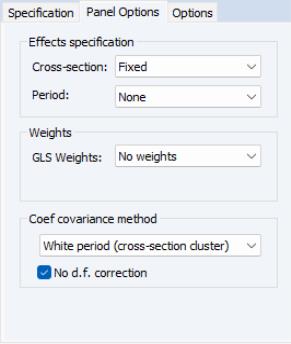 Specification Panel Options Options
Effects specification
Cross-section: Fixed
Period: None
Weights
GLS Weights: No weights
Coef covariance method
White period (cross-section cluster)
No d.f. correction